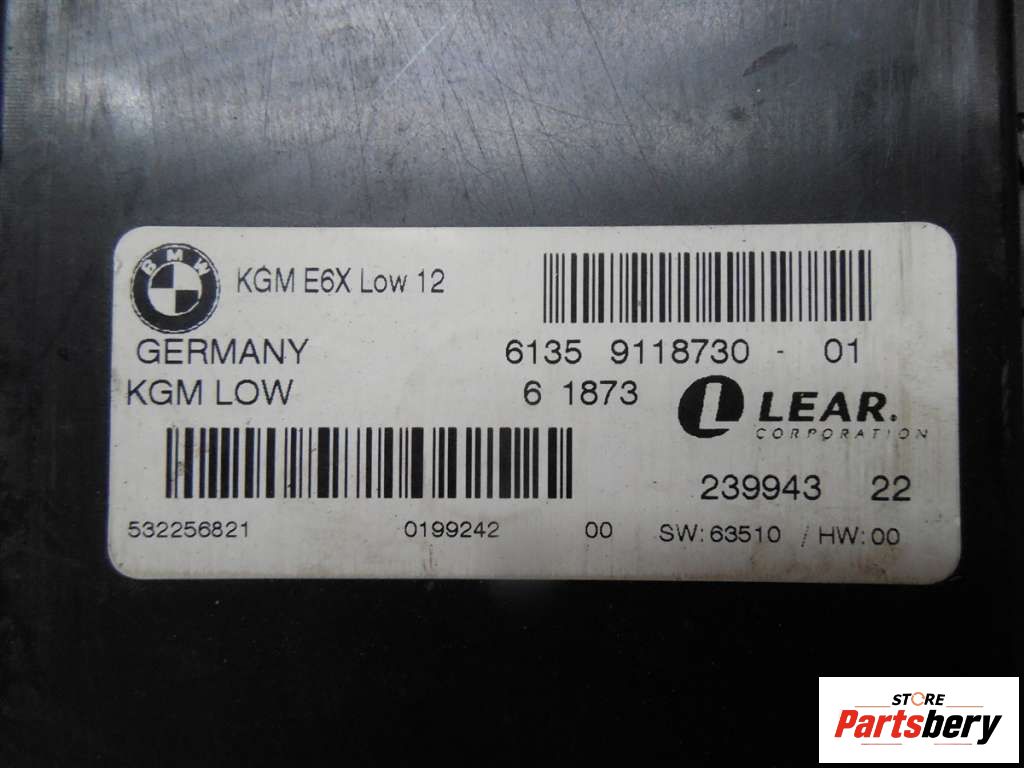 BMW
KGM E6X Low 12
GERMANY 6135 9118730 - 01
KGM LOW 6 1873
LEAR.
CORPORATION
239943 22
532256821 0199242 00 SW:63510 / HW:00
STORE
Partsbery